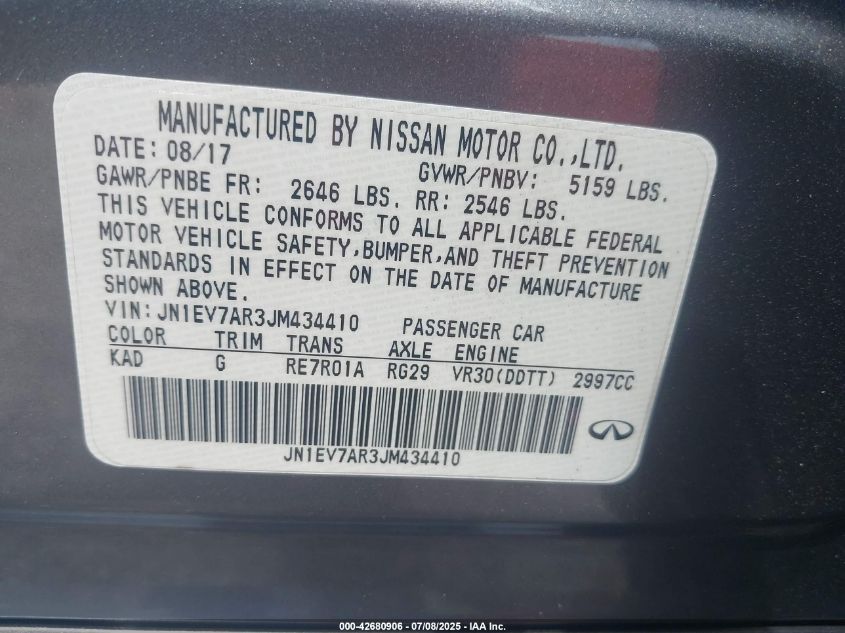 MANUFACTURED BY NISSAN MOTOR CO.,LTD.
DATE: 08/17 GVWR/PNBV: 5159 LBS.
GAWR/PNBE FR: 2646 LBS. RR: 2546 LBS.
THIS VEHICLE CONFORMS TO ALL APPLICABLE FEDERAL
MOTOR VEHICLE SAFETY,BUMPER,AND THEFT PREVENTION
STANDARDS IN EFFECT ON THE DATE OF MANUFACTURE
SHOWN ABOVE.
VIN:JN1EV7AR3JM434410 PASSENGER CAR
COLOR TRIM TRANS AXLE ENGINE
KAD G RE7R01A RG29 VR30(DDTT) 2997CC
JN1EV7AR3JM434410
000-42680906 - 07/08/2025 - IAA Inc.